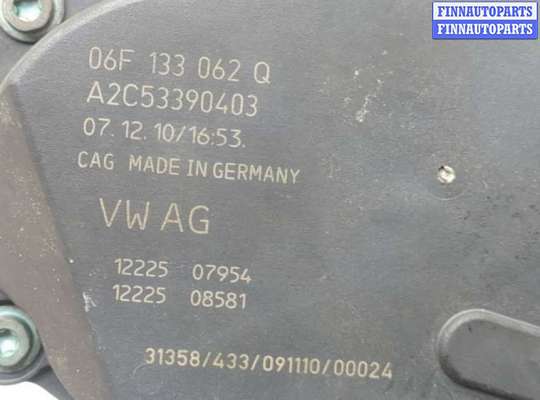 FINNAUTOPARTS
FINNAUTOPARTS
FINNAUTOPARTS
06F 133 062 Q
A2C53390403
07.12.10/16:53.
CAG MADE IN GERMANY
VW AG
12225 07954
12225 08581
31358/433/091110/00024